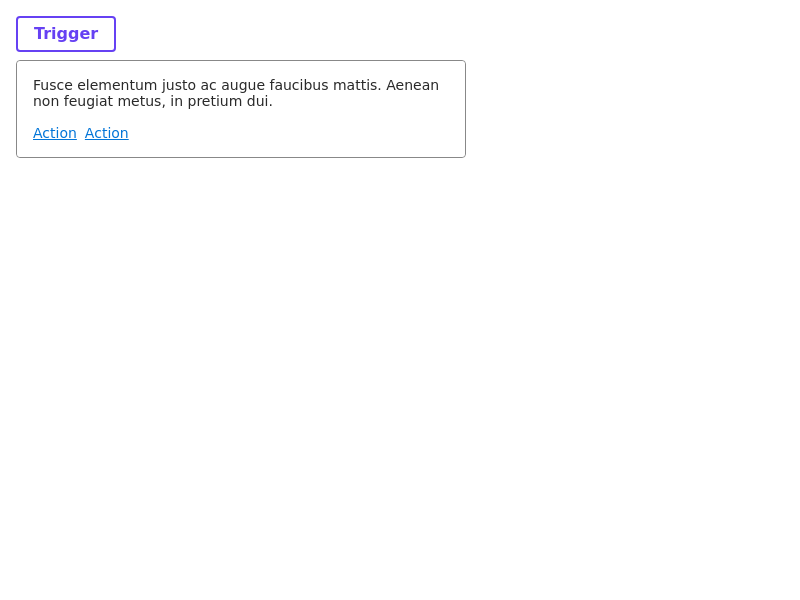 Trigger
Fusce elementum justo ac augue faucibus mattis. Aenean
non feugiat metus, in pretium dui.
Action Action